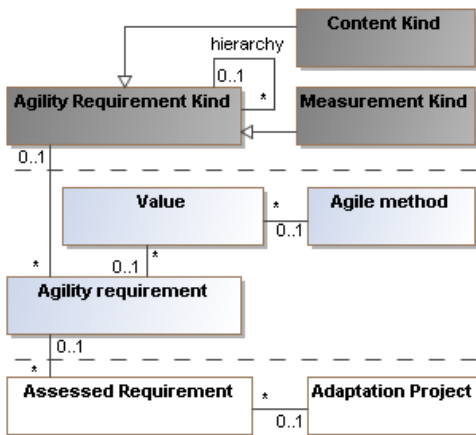 Content Kind
hierarchy
0..1
*
Agility Requirement Kind
Measurement Kind
0..1
Value
*
0..1
Agile method
*
0..1
*
Agility requirement
0..1
*
Assessed Requirement
*
0..1
Adaptation Project